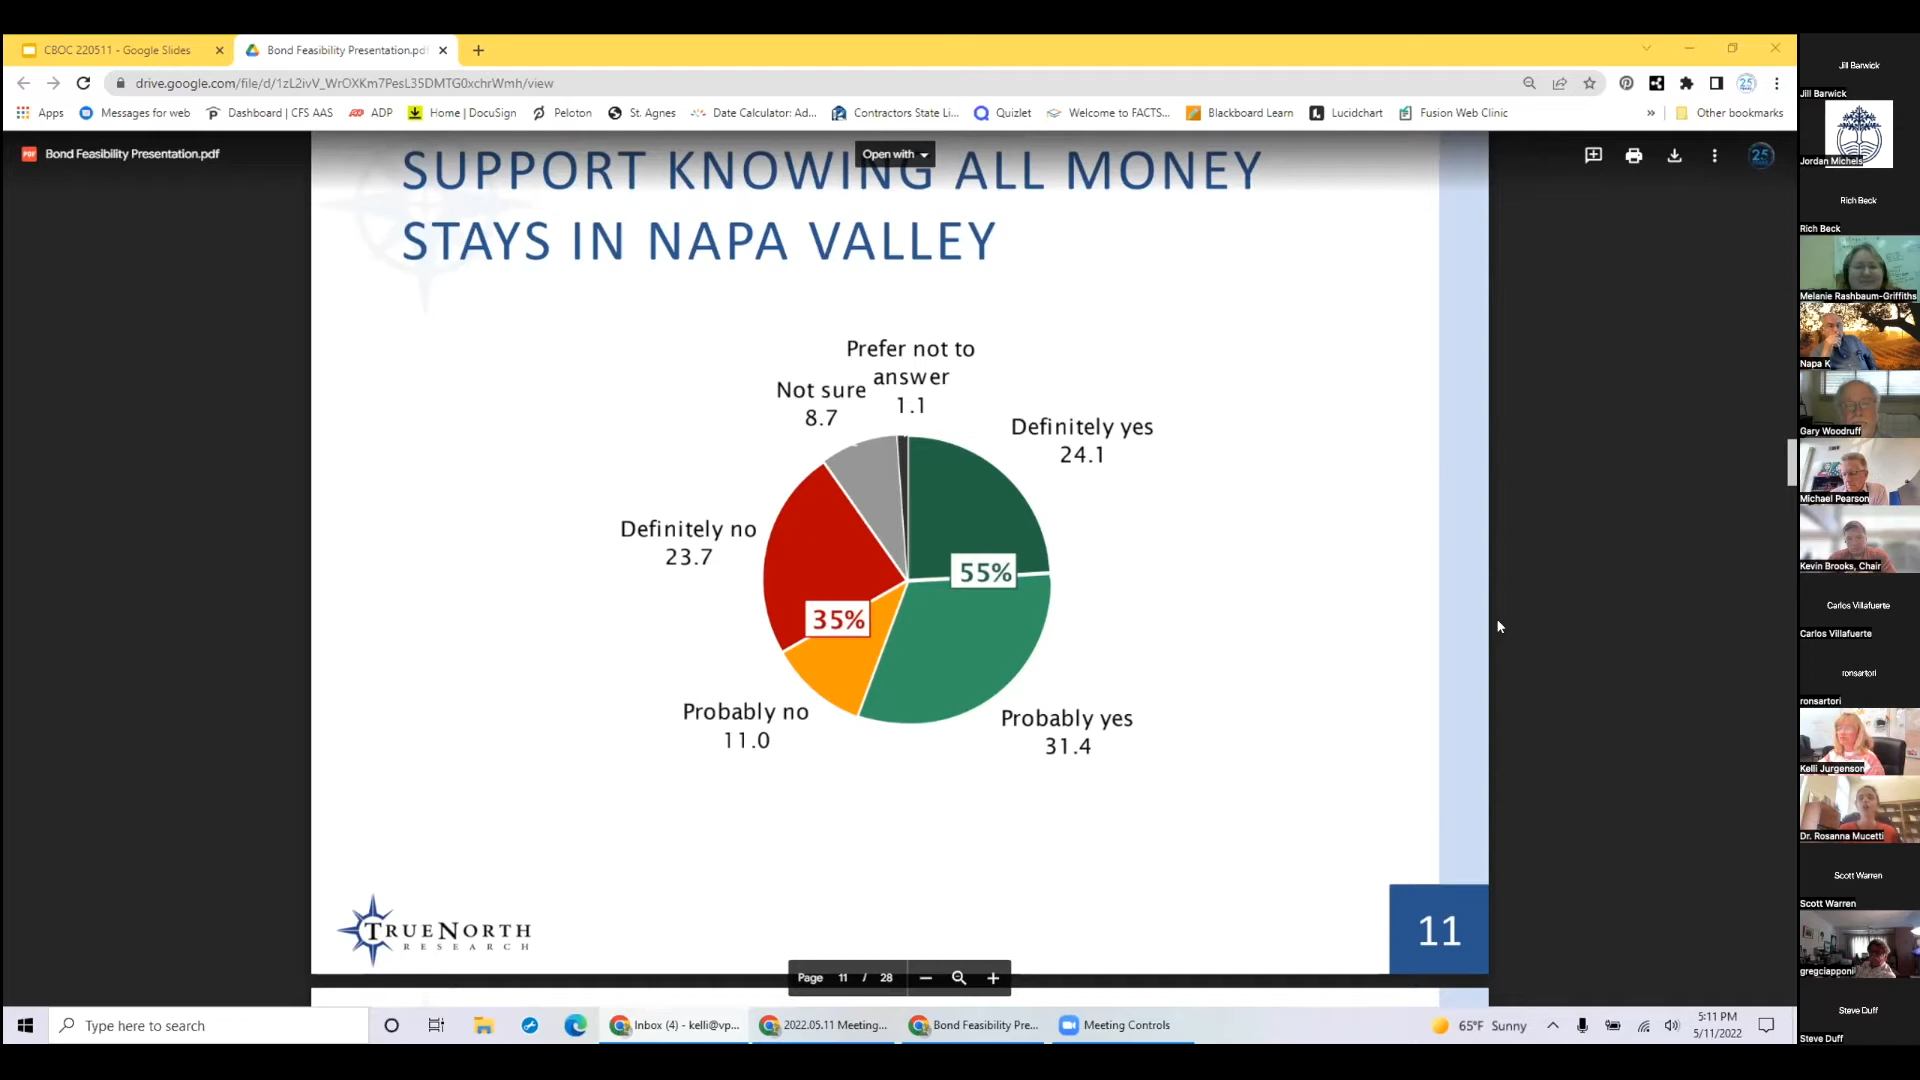 CBOC 220511 - Google Slides
Bond Feasibility Presentation.pdf
drive.google.com/file/d/1zL2ivV_WrOXKm7PesL35DMTG0xchrWmh/view
Apps
Messages for web
Dashboard | CFS AAS
ADP
Home | DocuSign
Peloton
St. Agnes
Date Calculator: Ad...
Contractors State Li...
Quizlet
Welcome to FACTS...
Blackboard Learn
Lucidchart
Fusion Web Clinic
»
Other bookmarks
Bond Feasibility Presentation.pdf
Open with
SUPPORT KNOWING ALL MONEY
STAYS IN NAPA VALLEY
Prefer not to
answer
1.1
Not sure
8.7
Definitely yes
24.1
Definitely no
23.7
55%
35%
Probably no
11.0
Probably yes
31.4
TRUENORTH
RESEARCH
11
Page 11 / 28
Type here to search
Inbox (4) - kelli@vp...
2022.05.11 Meeting...
Bond Feasibility Pre...
Meeting Controls
65°F Sunny
5:11 PM
5/11/2022
Jill Barwick
Jill Barwick
Jordan Michels
Rich Beck
Rich Beck
Melanie Rashbaum-Griffiths
Napa K
Gary Woodruff
Michael Pearson
Kevin Brooks, Chair
Carlos Villafuerte
Carlos Villafuerte
ronsartori
ronsartori
Kelli Jurgenson
Dr. Rosanna Mucetti
Scott Warren
Scott Warren
gregciapponi
Steve Duff
Steve Duff